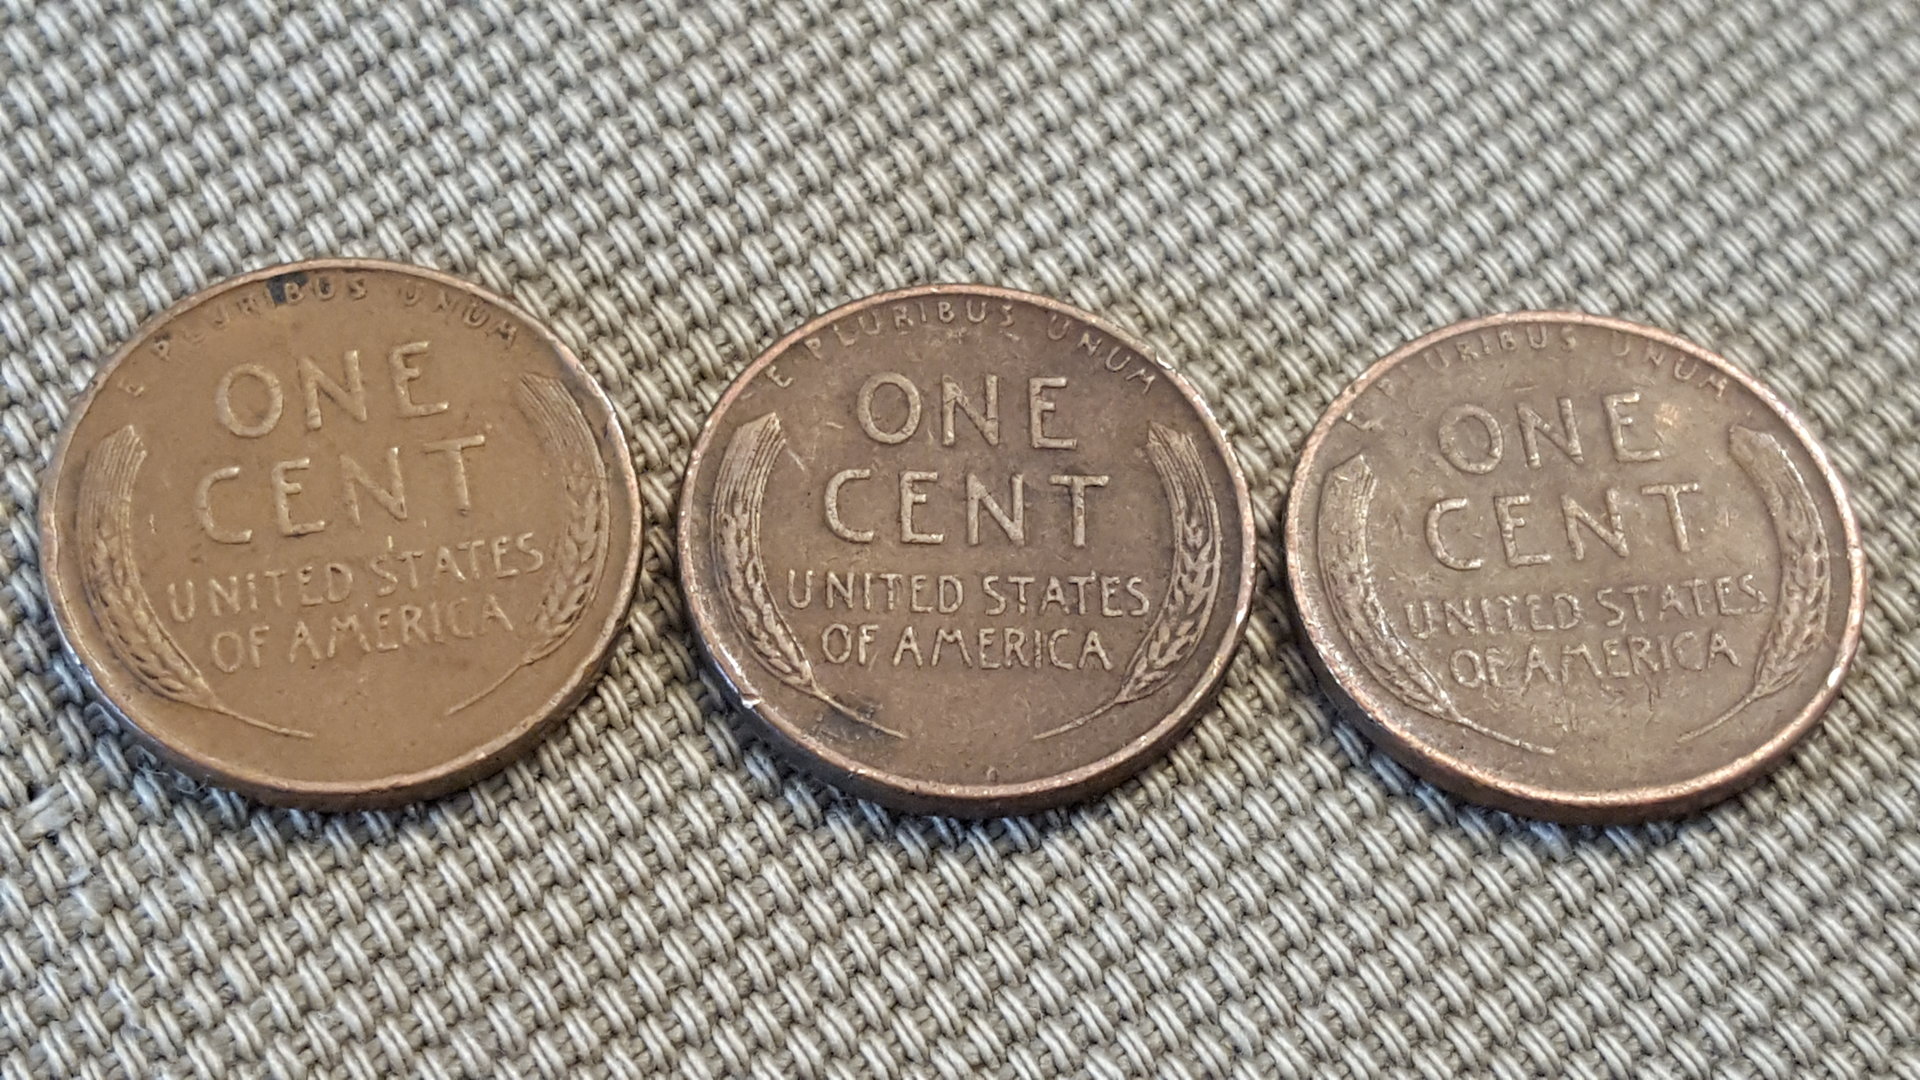 E PLURIBUS UNUM
ONE
CENT
UNITED STATES
OF AMERICA
E PLURIBUS UNUM
ONE
CENT
UNITED STATES
OF AMERICA
E PLURIBUS UNUM
ONE
CENT
UNITED STATES
OF AMERICA